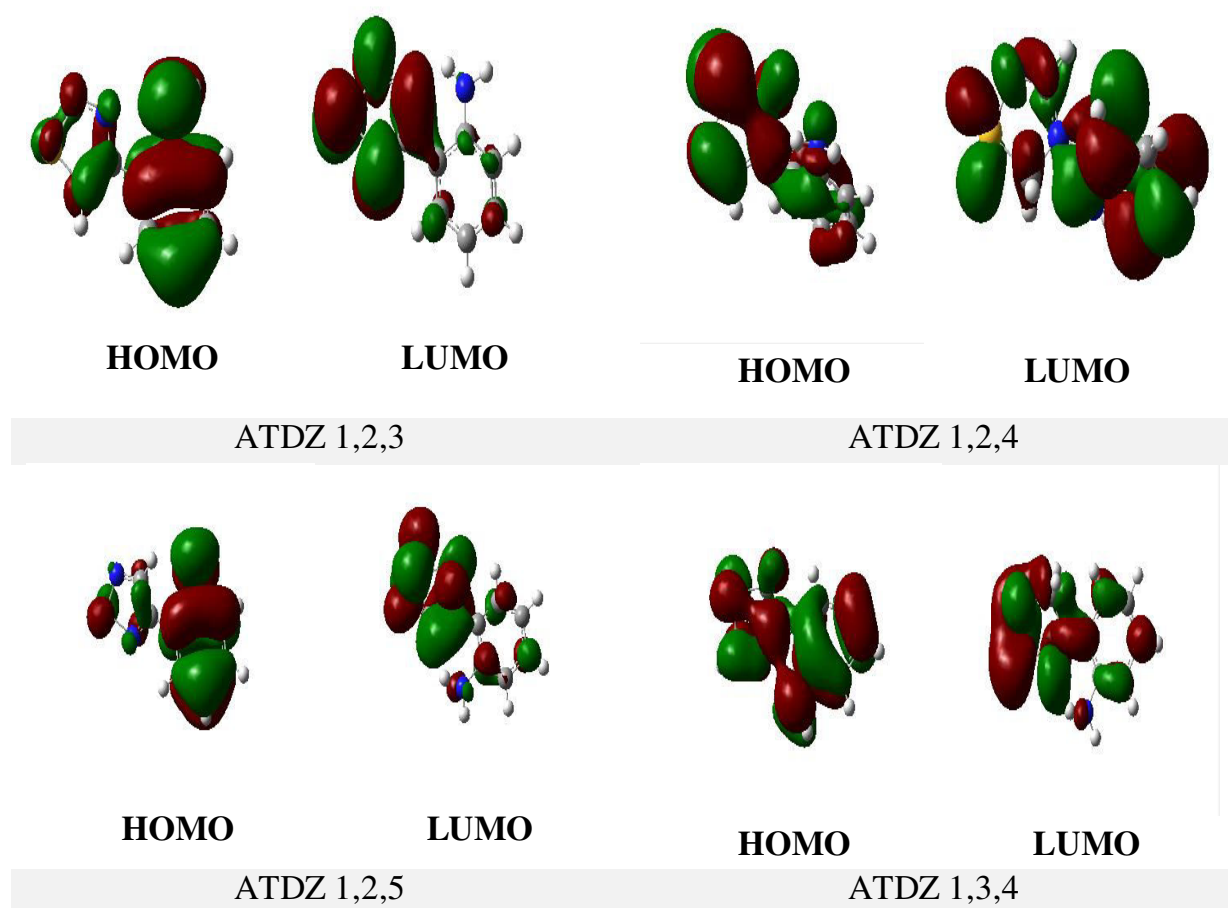 HOMO LUMO HOMO LUMO
ATDZ 1,2,3 ATDZ 1,2,4
HOMO LUMO HOMO LUMO
ATDZ 1,2,5 ATDZ 1,3,4